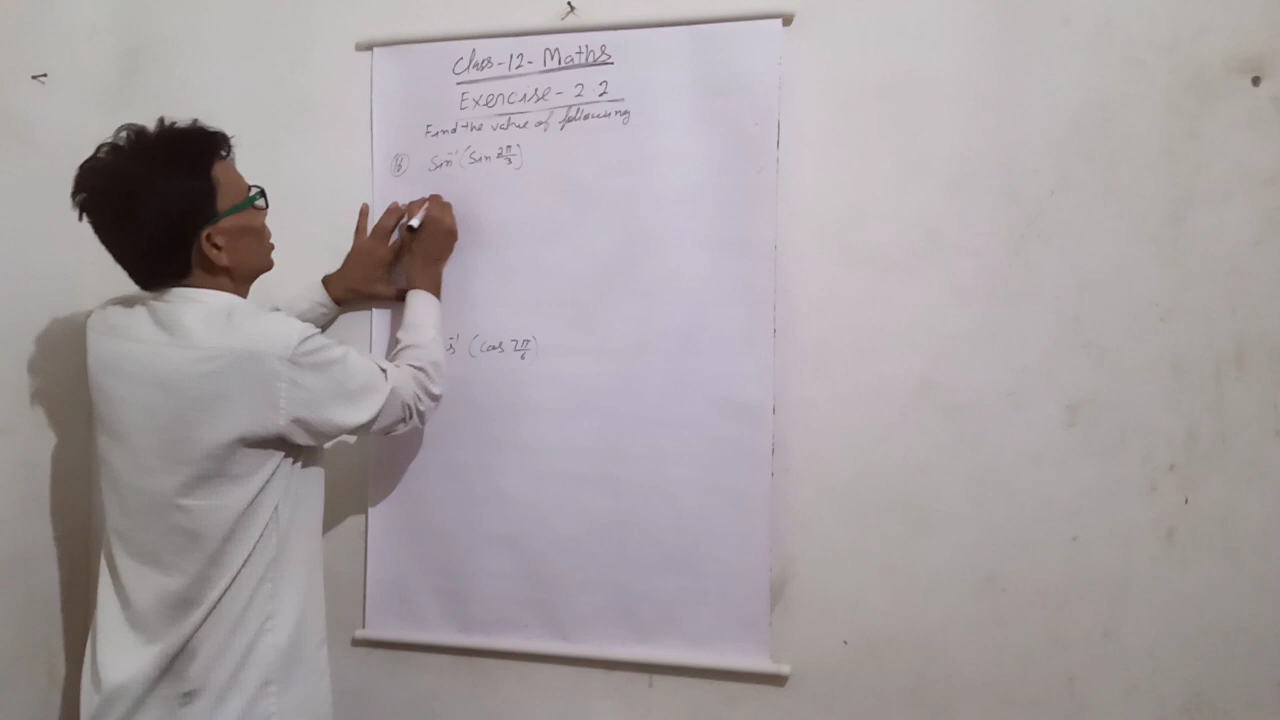 Class-12-Maths
Exercise-2.2
Find the value of following
16 Sin⁻¹(Sin 2π/3)
s⁻¹ (Cos 7π/6)